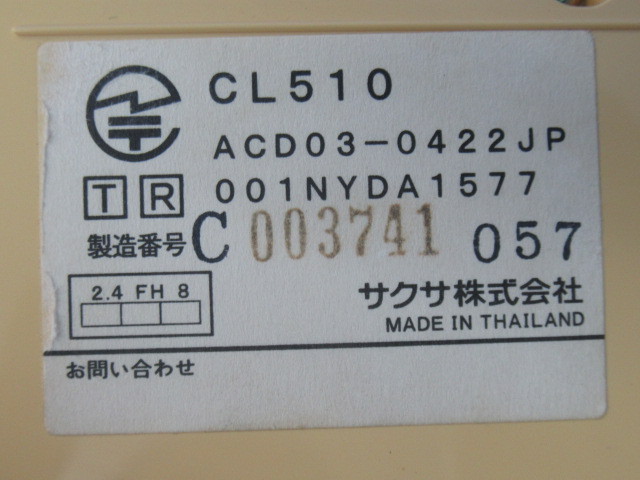 CL510
ACD03-0422JP
T R 001NYDA1577
製造番号 C 003741 057
2.4 FH 8
サクサ株式会社
MADE IN THAILAND
お問い合わせ